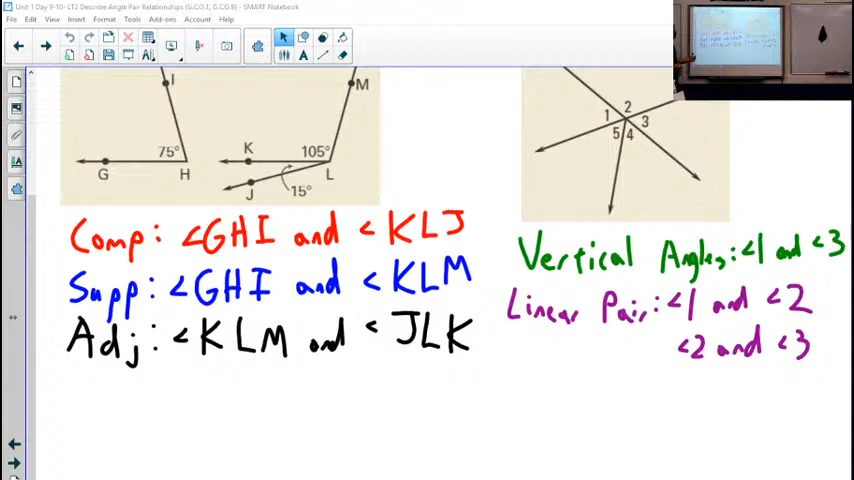 Unit 1 Day 9-10- LT2 Describe Angle Pair Relationships (G.CO.1, G.CO.9) - SMART Notebook
File Edit View Insert Format Tools Add-ons Account Help
I
M
75°
K
105°
G
H
J
L
15°
1
2
3
5
4
Comp: <GHI and <KLJ
Supp: <GHI and <KLM
Adj: <KLM and <JLK
Vertical Angles: <1 and <3
Linear Pair: <1 and <2
<2 and <3